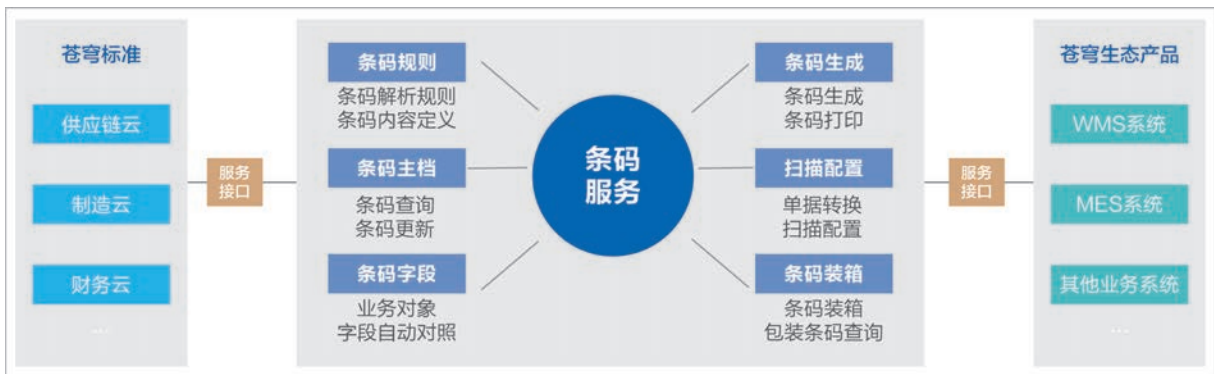 苍穹标准
供应链云
制造云
财务云
...
服务
接口
条码规则
条码解析规则
条码内容定义
条码主档
条码查询
条码更新
条码字段
业务对象
字段自动对照
条码
服务
条码生成
条码生成
条码打印
扫描配置
单据转换
扫描配置
条码装箱
条码装箱
包装条码查询
服务
接口
苍穹生态产品
WMS系统
MES系统
其他业务系统
...